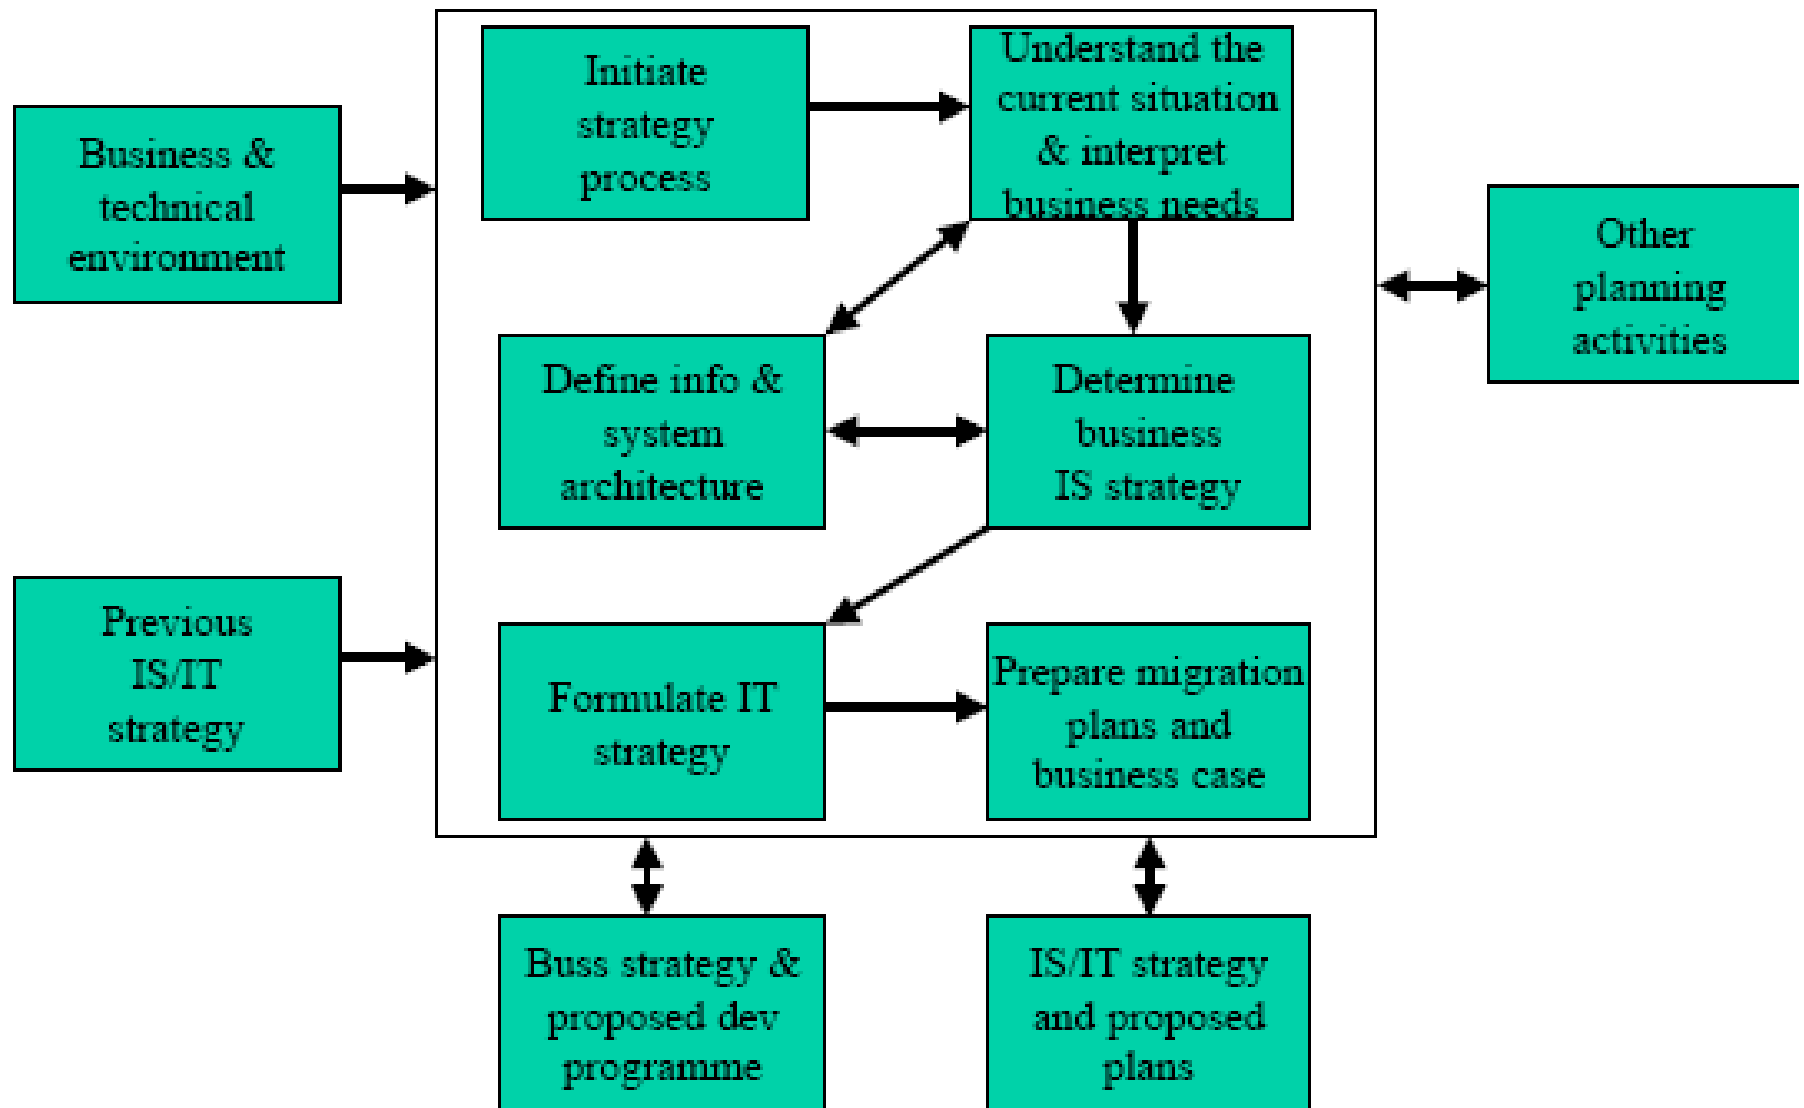 Initiate
strategy
process
Understand the
current situation
& interpret
business needs
Business &
technical
environment
Other
planning
activities
Define info &
system
architecture
Determine
business
IS strategy
Previous
IS/IT
strategy
Formulate IT
strategy
Prepare migration
plans and
business case
Buss strategy &
proposed dev
programme
IS/IT strategy
and proposed
plans